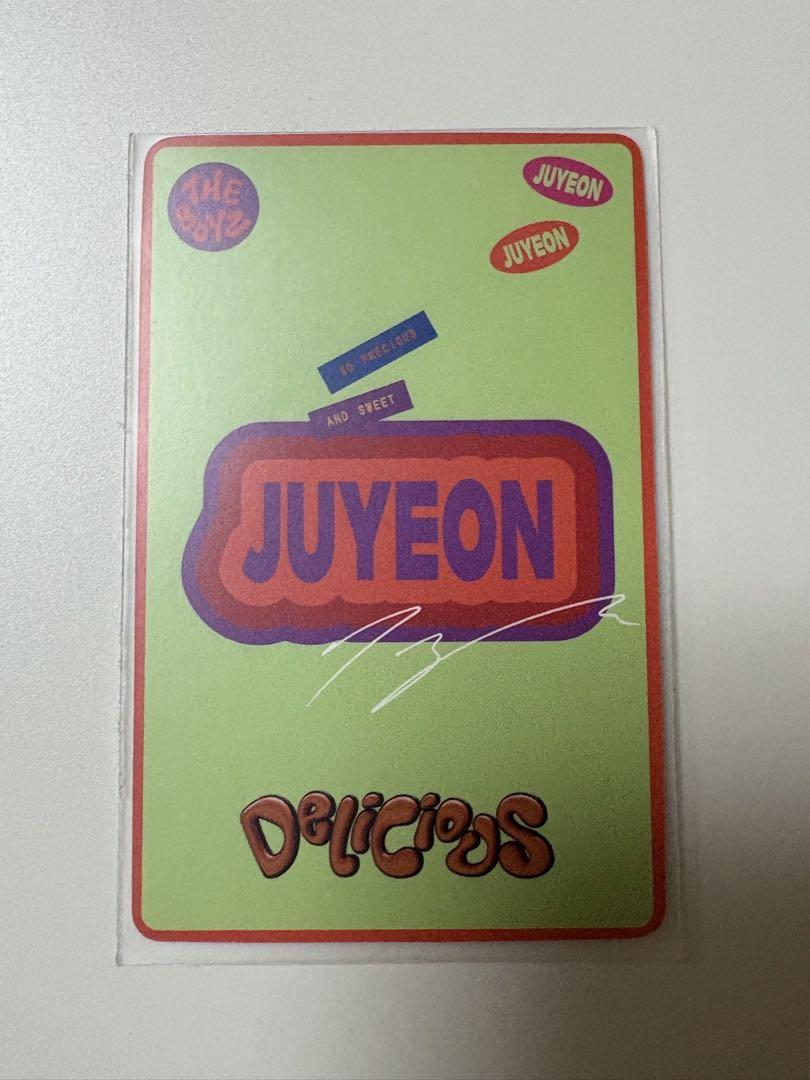 THE
BOYZ
JUYEON
JUYEON
SO PRECIOUS
AND SWEET
JUYEON
DeLiCioUS